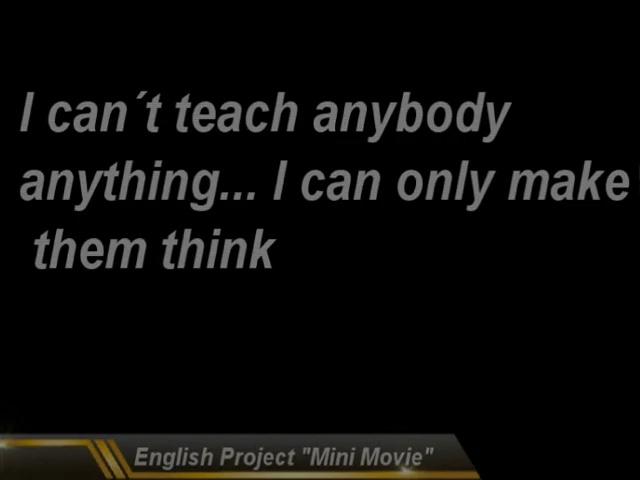 I can´t teach anybody
anything... I can only make
them think
English Project "Mini Movie"